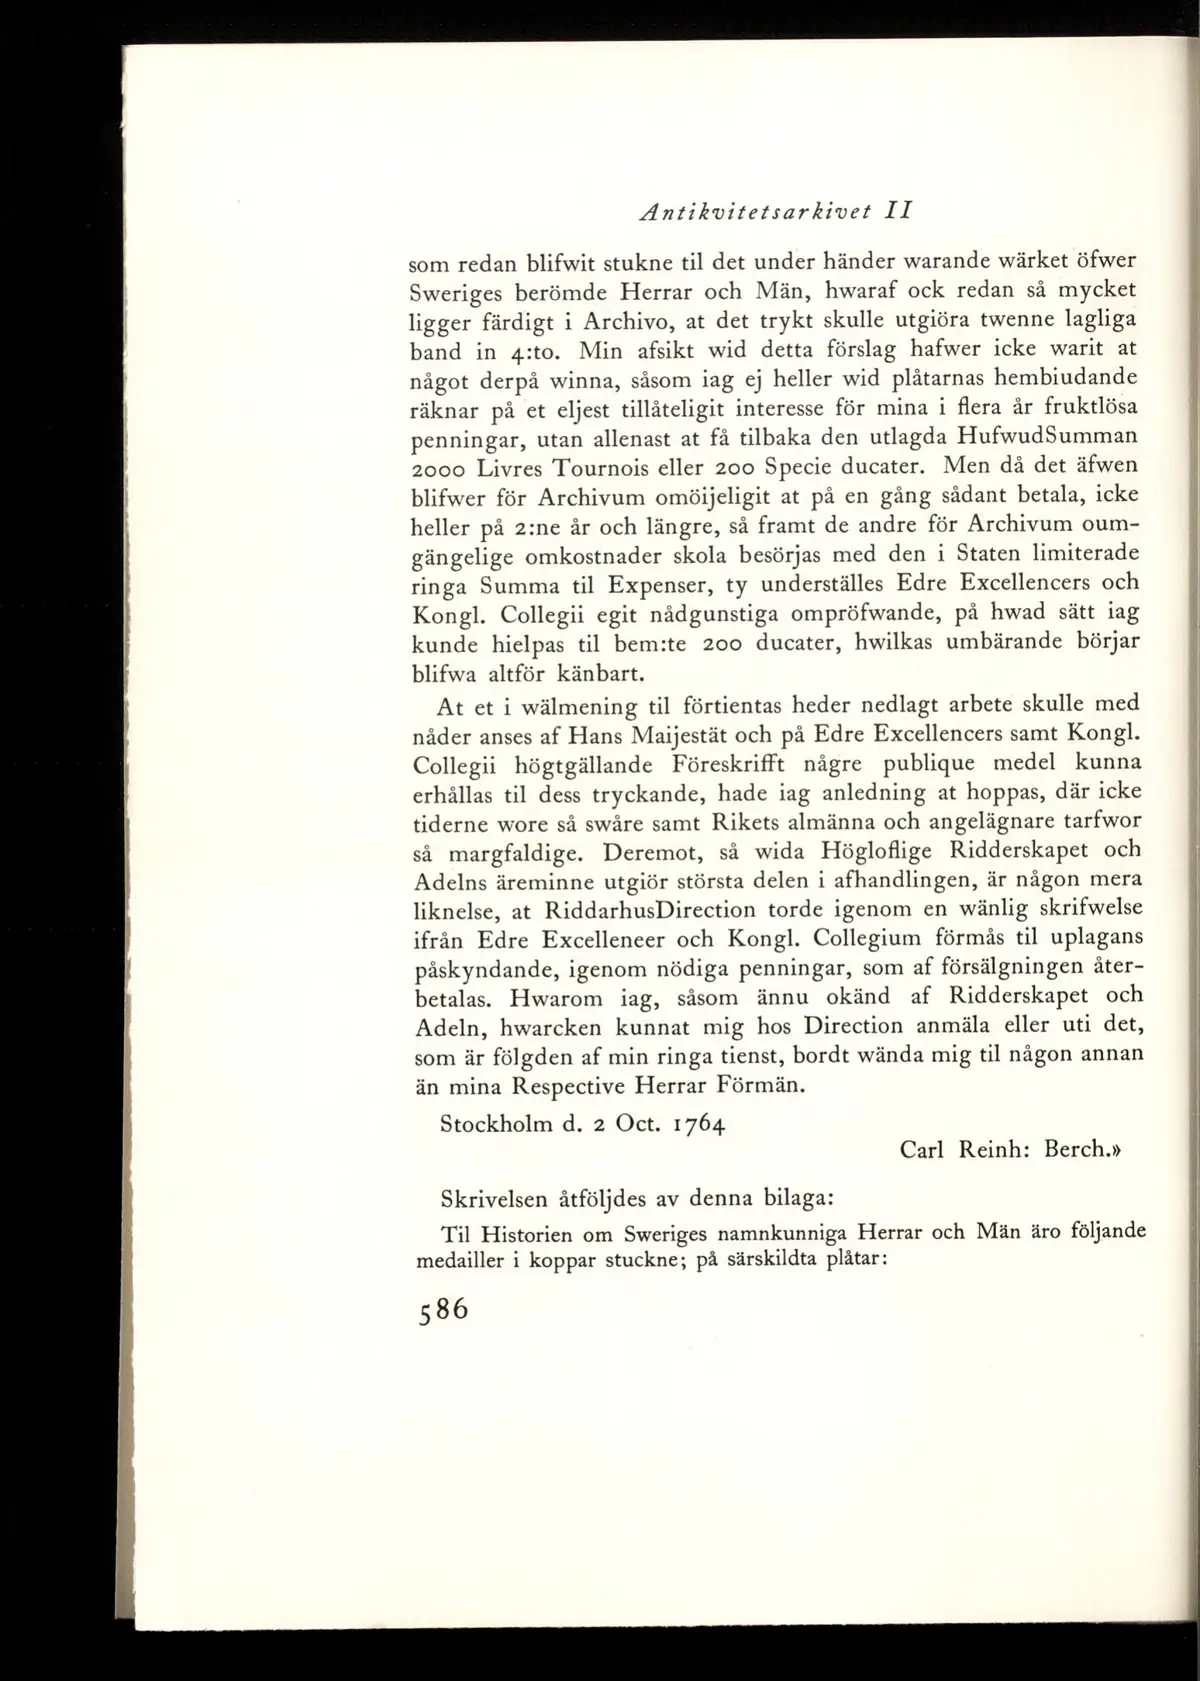 Antikvitetsarkivet II
som redan blifwit stukne til det under händer warande wärket öfwer
Sweriges berömde Herrar och Män, hwaraf ock redan så mycket
ligger färdigt i Archivo, at det trykt skulle utgiöra twenne lagliga
band in 4:to. Min afsikt wid detta förslag hafwer icke warit at
något derpå winna, såsom iag ej heller wid plåtarnas hembiudande
räknar på et eljest tillåteligit interesse för mina i flera år fruktlösa
penningar, utan allenast at få tilbaka den utlagda HufwudSumman
2000 Livres Tournois eller 200 Specie ducater. Men då det äfwen
blifwer för Archivum omöijeligit at på en gång sådant betala, icke
heller på 2:ne år och längre, så framt de andre för Archivum oum-
gängelige omkostnader skola besörjas med den i Staten limiterade
ringa Summa til Expenser, ty underställes Edre Excellencers och
Kongl. Collegii egit nådgunstiga ompröfwande, på hwad sätt iag
kunde hielpas til bem:te 200 ducater, hwilkas umbärande börjar
blifwa altför känbart.
At et i wälmening til förtientas heder nedlagt arbete skulle med
nåder anses af Hans Maijestät och på Edre Excellencers samt Kongl.
Collegii högtgällande Föreskrifft någre publique medel kunna
erhållas til dess tryckande, hade iag anledning at hoppas, där icke
tiderne wore så swåre samt Rikets almänna och angelägnare tarfwor
så margfaldige. Deremot, så wida Högloflige Ridderskapet och
Adelns äreminne utgiör största delen i afhandlingen, är någon mera
liknelse, at RiddarhusDirection torde igenom en wänlig skrifwelse
ifrån Edre Excelleneer och Kongl. Collegium förmås til uplagans
påskyndande, igenom nödiga penningar, som af försälgningen åter-
betalas. Hwarom iag, såsom ännu okänd af Ridderskapet och
Adeln, hwarcken kunnat mig hos Direction anmäla eller uti det,
som är fölgden af min ringa tienst, bordt wända mig til någon annan
än mina Respective Herrar Förmän.
Stockholm d. 2 Oct. 1764
Carl Reinh: Berch.»
Skrivelsen åtföljdes av denna bilaga:
Til Historien om Sweriges namnkunniga Herrar och Män äro följande
medailler i koppar stuckne; på särskildta plåtar:
586